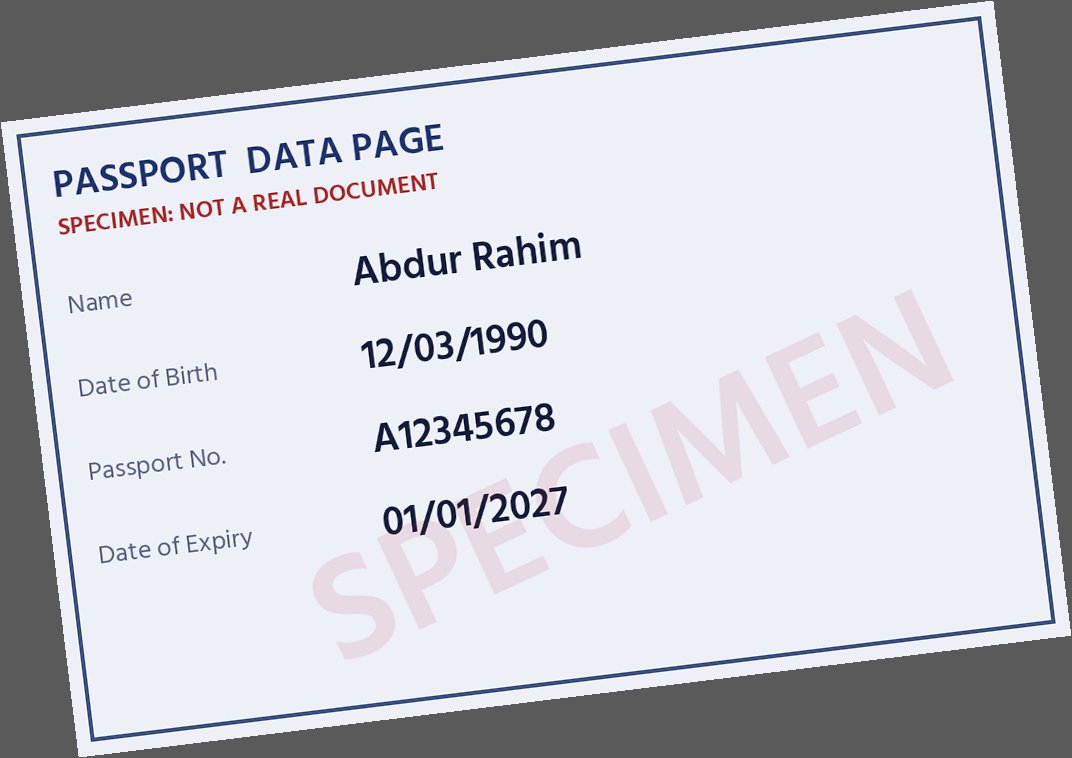 PASSPORT DATA PAGE
SPECIMEN: NOT A REAL DOCUMENT
Name Abdur Rahim
Date of Birth 12/03/1990
Passport No. A12345678
Date of Expiry 01/01/2027
SPECIMEN